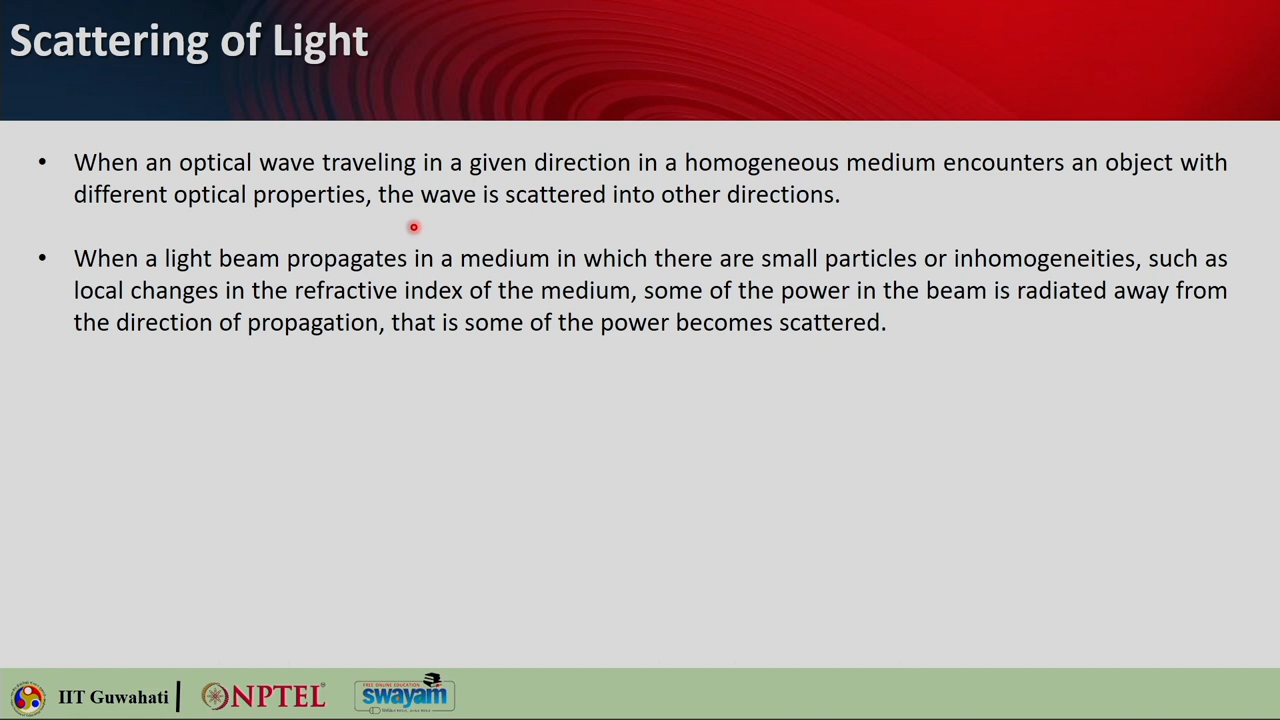 Scattering of Light
• When an optical wave traveling in a given direction in a homogeneous medium encounters an object with
different optical properties, the wave is scattered into other directions.
• When a light beam propagates in a medium in which there are small particles or inhomogeneities, such as
local changes in the refractive index of the medium, some of the power in the beam is radiated away from
the direction of propagation, that is some of the power becomes scattered.
IIT Guwahati
NPTEL
FREE ONLINE EDUCATION
swayam